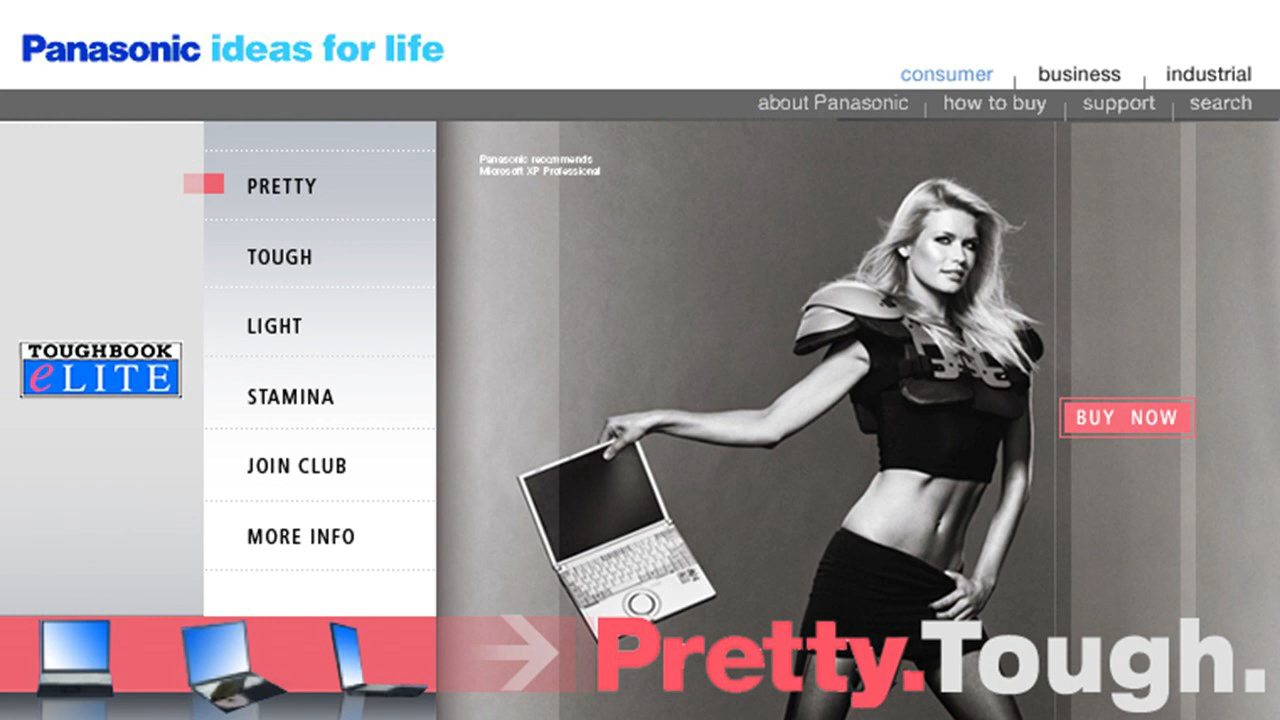 Panasonic ideas for life
consumer
business
industrial
about Panasonic
how to buy
support
search
Panasonic recommends
Microsoft XP Professional
PRETTY
TOUGH
LIGHT
STAMINA
JOIN CLUB
MORE INFO
TOUGHBOOK
eLITE
BUY NOW
Pretty.Tough.